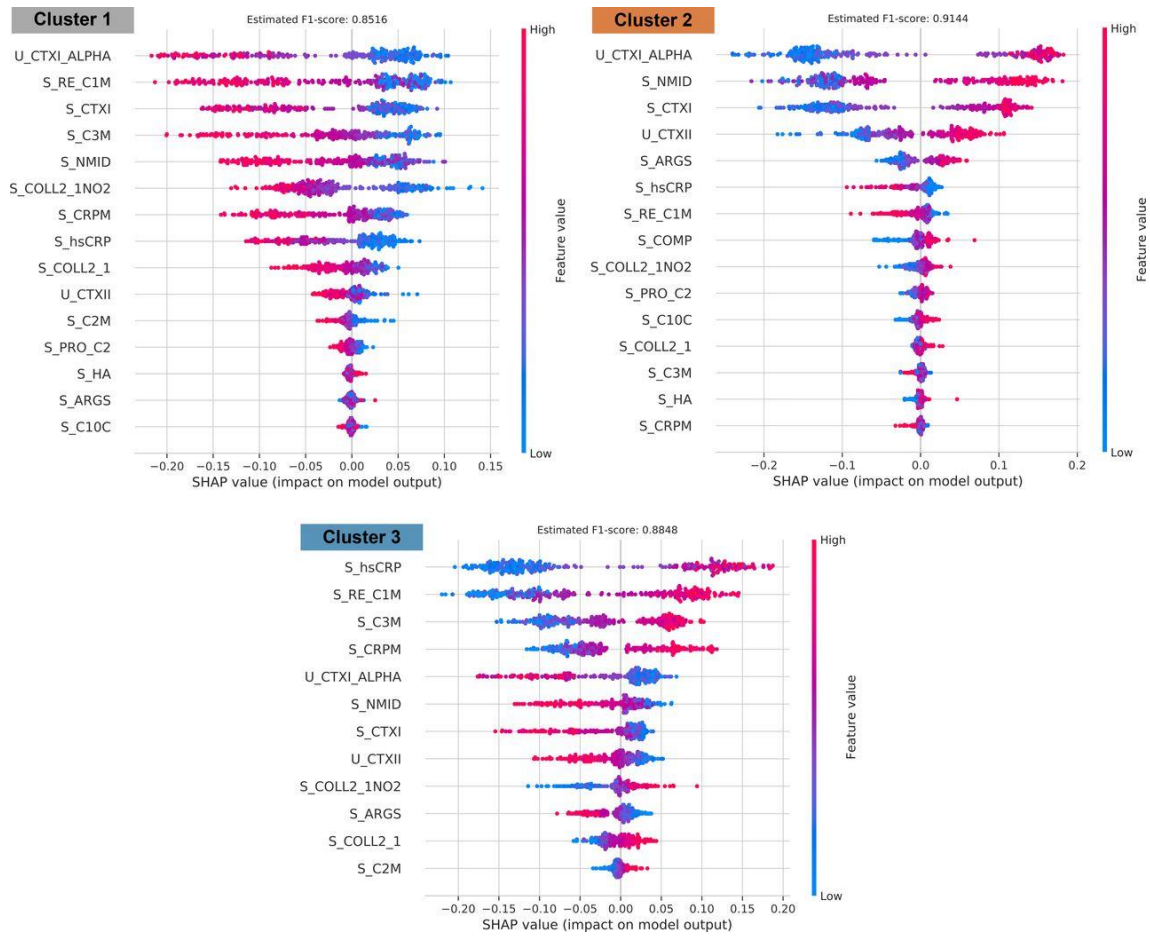 Cluster 1
Estimated F1-score: 0.8516
U_CTXI_ALPHA
S_RE_C1M
S_CTXI
S_C3M
S_NMID
S_COLL2_1NO2
S_CRPM
S_hsCRP
S_COLL2_1
U_CTXII
S_C2M
S_PRO_C2
S_HA
S_ARGS
S_C10C
−0.20 −0.15 −0.10 −0.05 0.00 0.05 0.10 0.15
SHAP value (impact on model output)
High
Feature value
Low
Cluster 2
Estimated F1-score: 0.9144
U_CTXI_ALPHA
S_NMID
S_CTXI
U_CTXII
S_ARGS
S_hsCRP
S_RE_C1M
S_COMP
S_COLL2_1NO2
S_PRO_C2
S_C10C
S_COLL2_1
S_C3M
S_HA
S_CRPM
−0.2 −0.1 0.0 0.1 0.2
SHAP value (impact on model output)
High
Feature value
Low
Cluster 3
Estimated F1-score: 0.8848
S_hsCRP
S_RE_C1M
S_C3M
S_CRPM
U_CTXI_ALPHA
S_NMID
S_CTXI
U_CTXII
S_COLL2_1NO2
S_ARGS
S_COLL2_1
S_C2M
−0.20 −0.15 −0.10 −0.05 0.00 0.05 0.10 0.15 0.20
SHAP value (impact on model output)
High
Feature value
Low